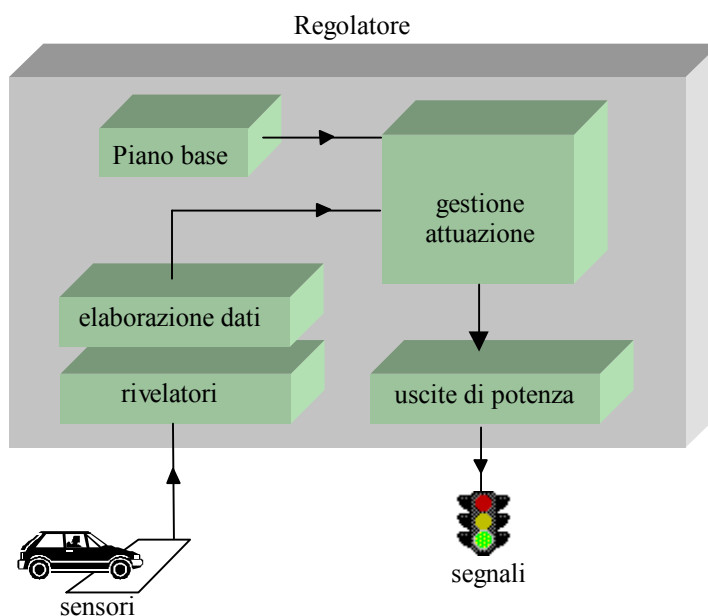 Regolatore
Piano base
gestione
attuazione
elaborazione dati
rivelatori
uscite di potenza
segnali
sensori